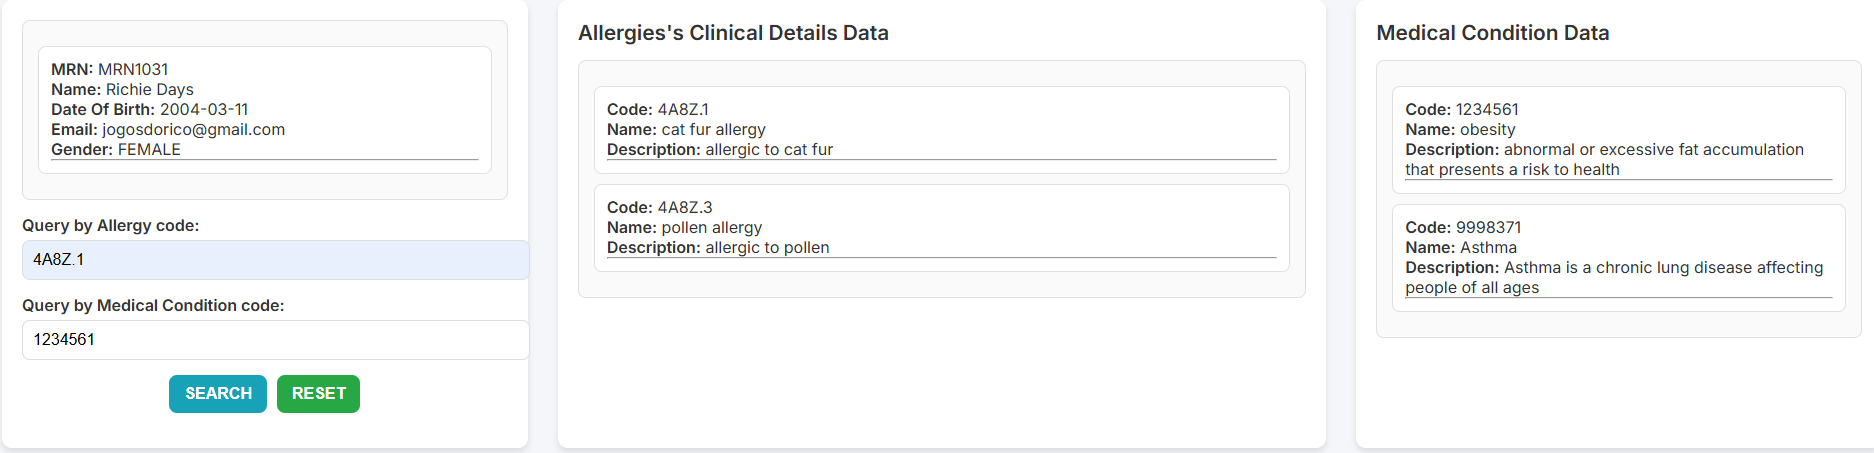 MRN: MRN1031
Name: Richie Days
Date Of Birth: 2004-03-11
Email: jogosdorico@gmail.com
Gender: FEMALE
Query by Allergy code:
4A8Z.1
Query by Medical Condition code:
1234561
SEARCH
RESET
Allergies's Clinical Details Data
Code: 4A8Z.1
Name: cat fur allergy
Description: allergic to cat fur
Code: 4A8Z.3
Name: pollen allergy
Description: allergic to pollen
Medical Condition Data
Code: 1234561
Name: obesity
Description: abnormal or excessive fat accumulation
that presents a risk to health
Code: 9998371
Name: Asthma
Description: Asthma is a chronic lung disease affecting
people of all ages